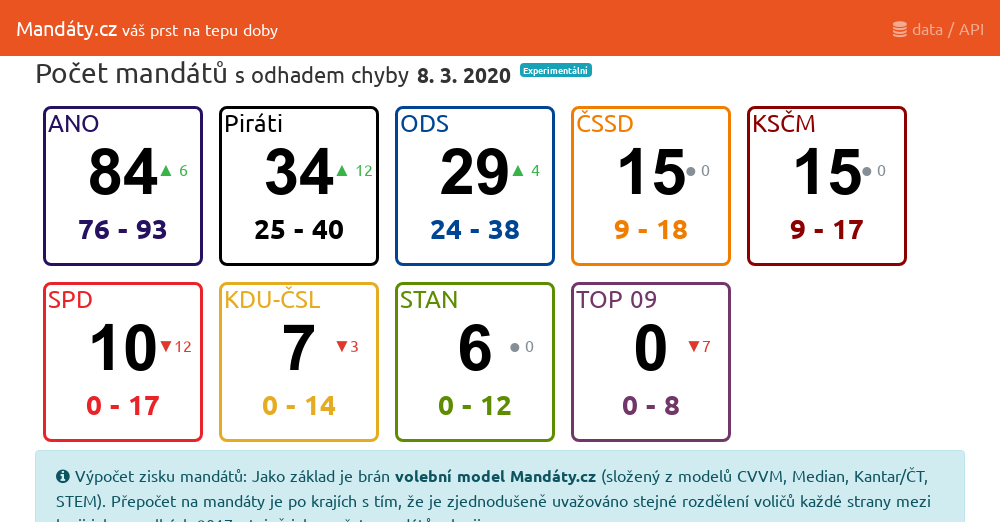 Mandáty.cz váš prst na tepu doby
data / API
Počet mandátů s odhadem chyby 8. 3. 2020 Experimentální
ANO
84 ▲ 6
76 - 93
Piráti
34 ▲ 12
25 - 40
ODS
29 ▲ 4
24 - 38
ČSSD
15 ● 0
9 - 18
KSČM
15 ● 0
9 - 17
SPD
10 ▼12
0 - 17
KDU-ČSL
7 ▼3
0 - 14
STAN
6 ● 0
0 - 12
TOP 09
0 ▼7
0 - 8
Výpočet zisku mandátů: Jako základ je brán volební model Mandáty.cz (složený z modelů CVVM, Median, Kantar/ČT,
STEM). Přepočet na mandáty je po krajích s tím, že je zjednodušeně uvažováno stejné rozdělení voličů každé strany mezi